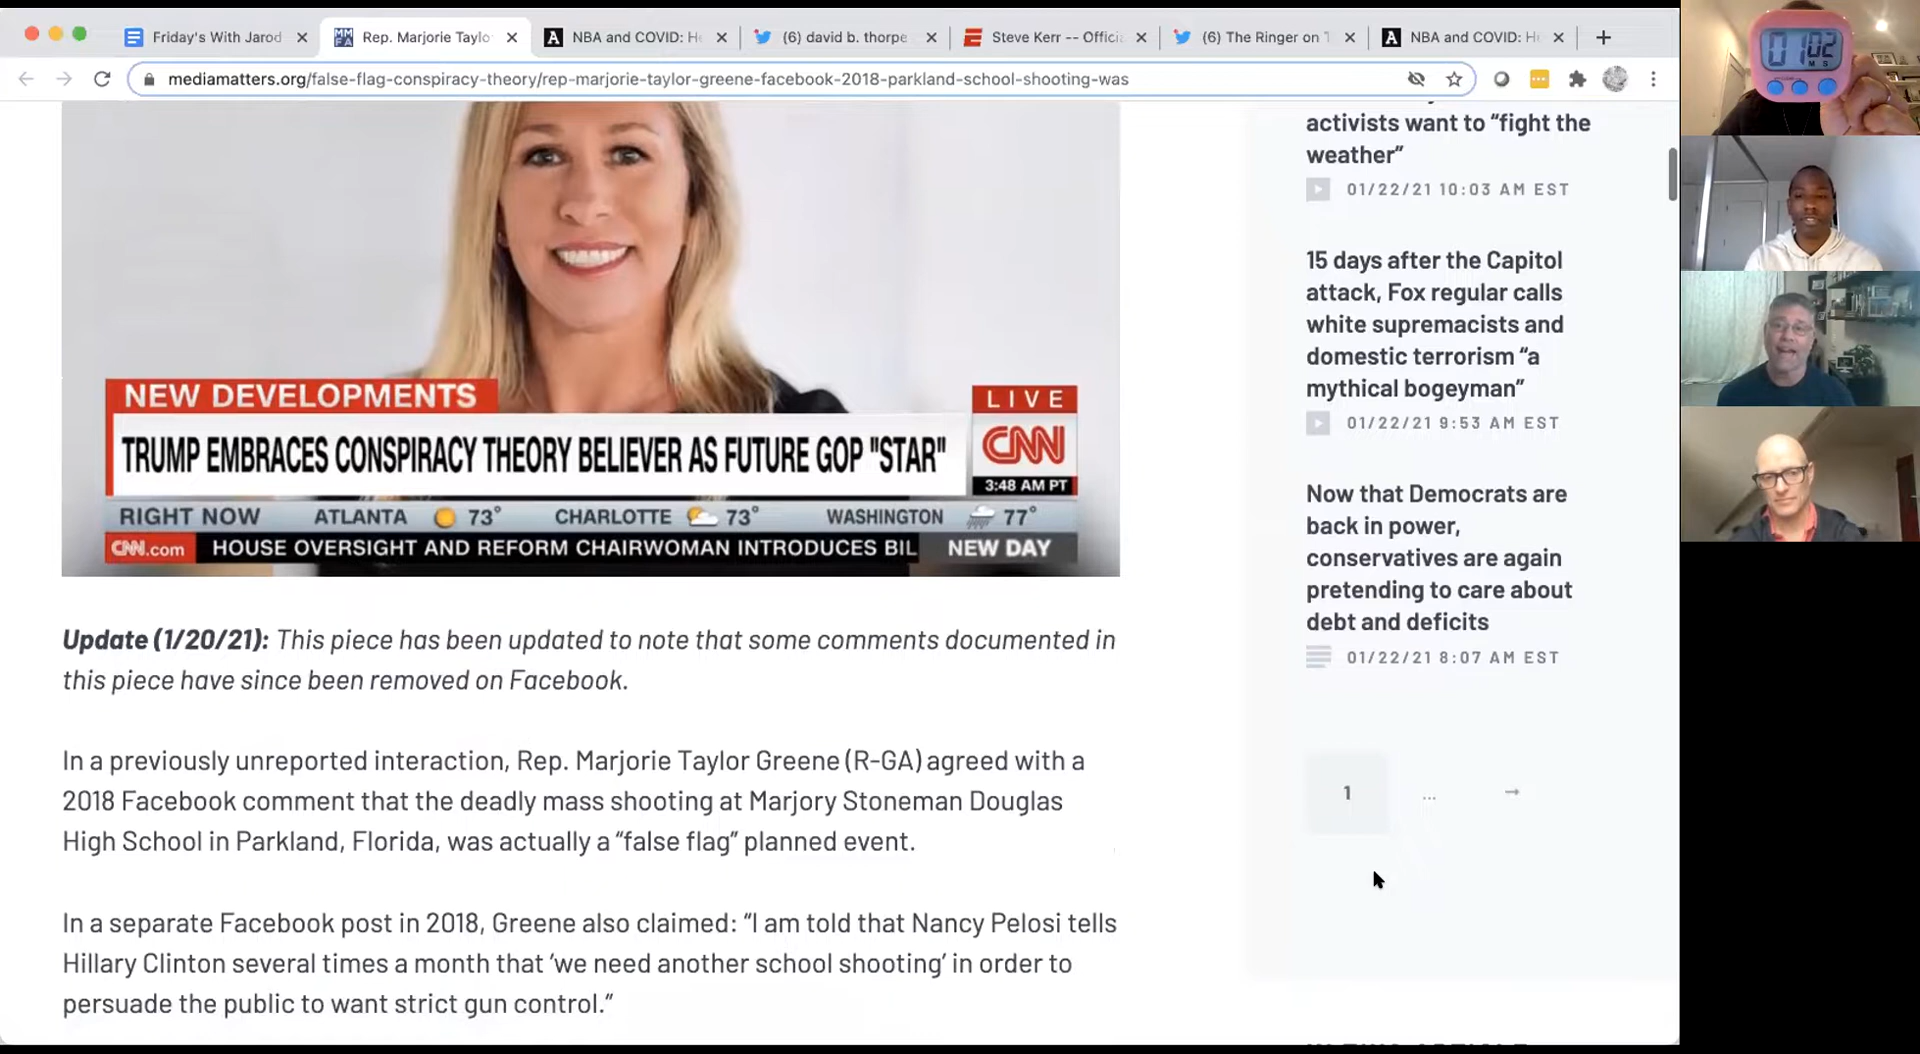 Friday's With Jarod
Rep. Marjorie Taylo
NBA and COVID: H
(6) david b. thorpe
Steve Kerr -- Offici
(6) The Ringer on
NBA and COVID: H
mediamatters.org/false-flag-conspiracy-theory/rep-marjorie-taylor-greene-facebook-2018-parkland-school-shooting-was
01 02
M S
NEW DEVELOPMENTS
LIVE
TRUMP EMBRACES CONSPIRACY THEORY BELIEVER AS FUTURE GOP "STAR"
CNN
3:48 AM PT
RIGHT NOW ATLANTA 73° CHARLOTTE 73° WASHINGTON 77°
CNN.com HOUSE OVERSIGHT AND REFORM CHAIRWOMAN INTRODUCES BIL NEW DAY
Update (1/20/21): This piece has been updated to note that some comments documented in
this piece have since been removed on Facebook.
In a previously unreported interaction, Rep. Marjorie Taylor Greene (R-GA) agreed with a
2018 Facebook comment that the deadly mass shooting at Marjory Stoneman Douglas
High School in Parkland, Florida, was actually a “false flag” planned event.
In a separate Facebook post in 2018, Greene also claimed: “I am told that Nancy Pelosi tells
Hillary Clinton several times a month that ‘we need another school shooting’ in order to
persuade the public to want strict gun control.”
activists want to “fight the
weather”
01/22/21 10:03 AM EST
15 days after the Capitol
attack, Fox regular calls
white supremacists and
domestic terrorism “a
mythical bogeyman”
01/22/21 9:53 AM EST
Now that Democrats are
back in power,
conservatives are again
pretending to care about
debt and deficits
01/22/21 8:07 AM EST
1 ... →